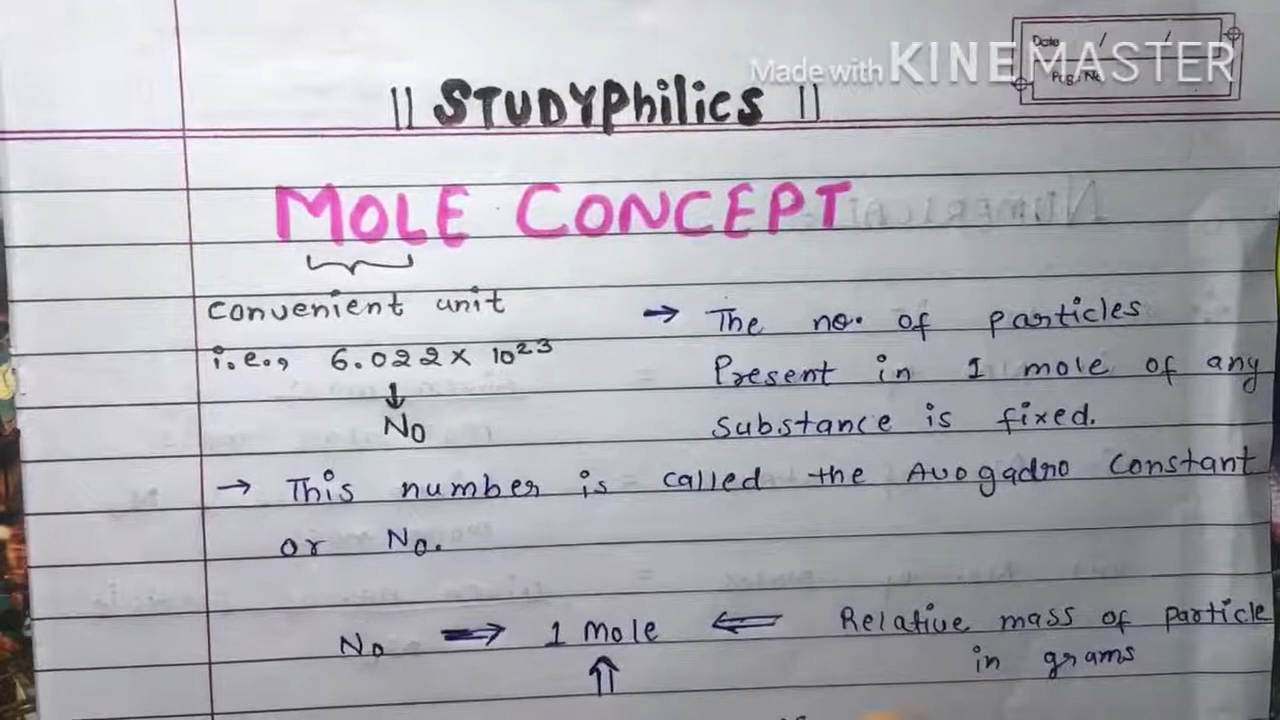 Made with KINEMASTER
Date / /
Pg. No.
|| STUDYPhilics ||
MOLE CONCEPT
convenient unit
i.e., 6.022 × 10²³
↓
N₀
→ The no. of particles
Present in 1 mole of any
substance is fixed.
→ This number is called the Avogadro Constant
or N₀.
N₀ ⇒ 1 Mole ⇐ Relative mass of particle
in grams
⇑